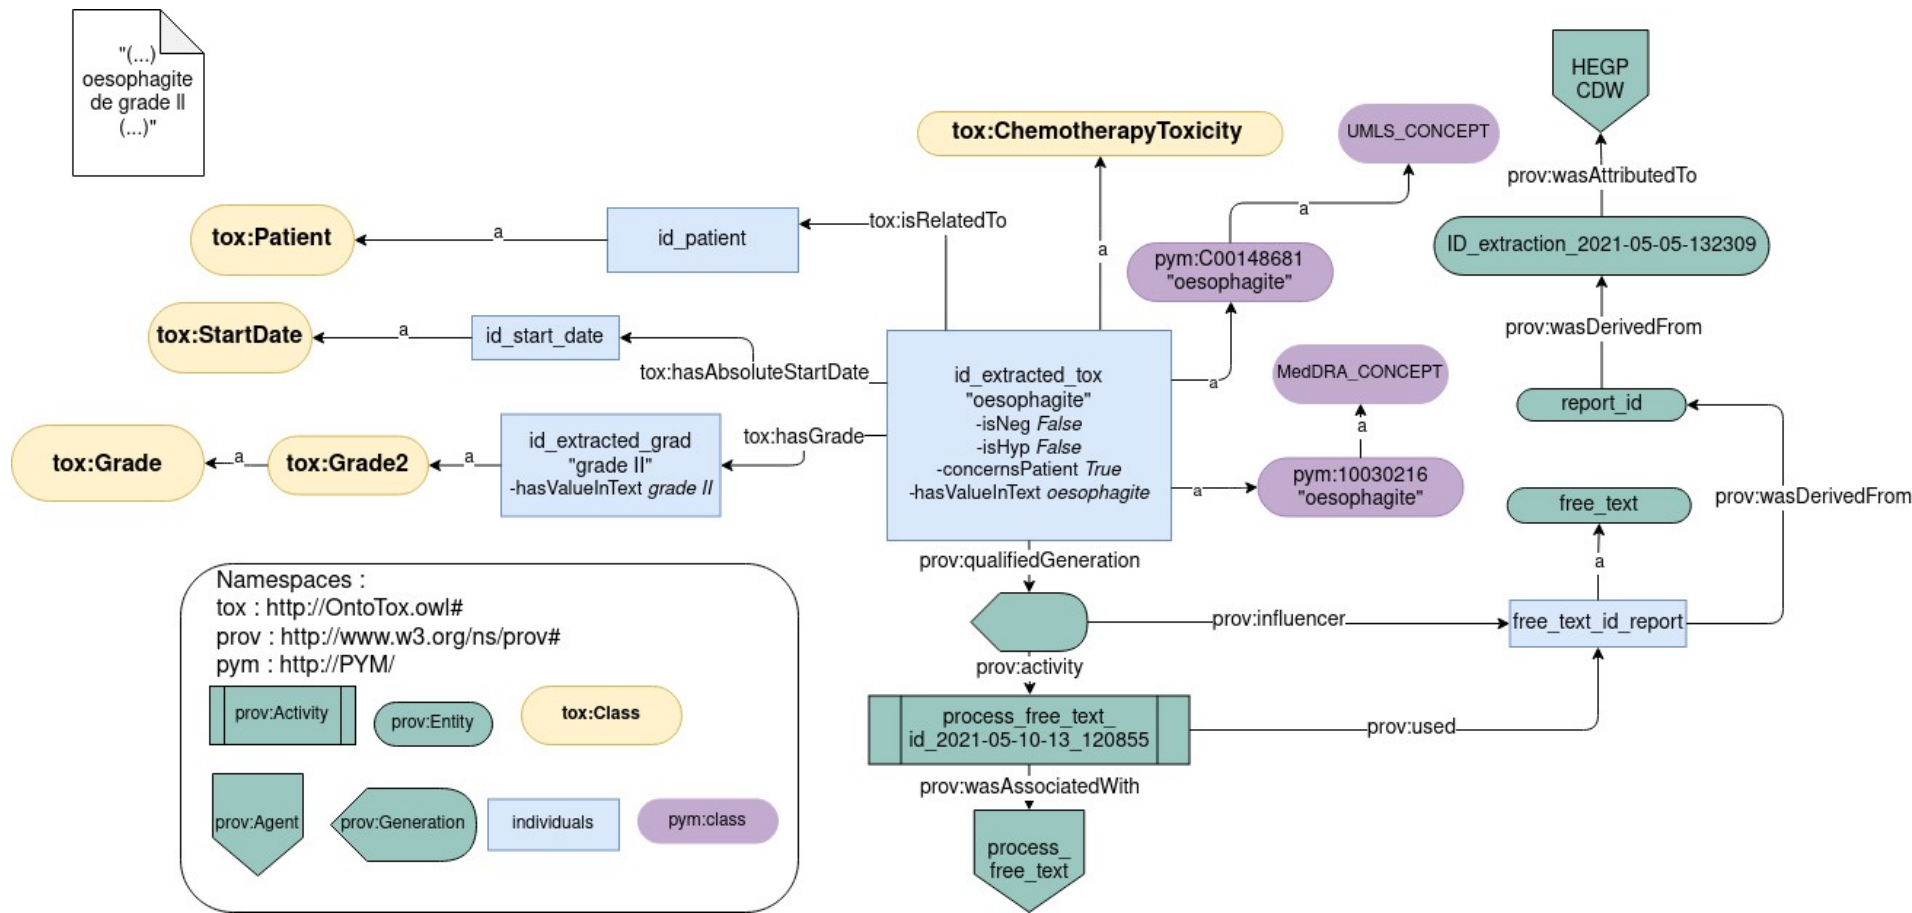 "(...)
oesophagite
de grade II
(...)"
HEGP
CDW
tox:ChemotherapyToxicity
UMLS_CONCEPT
prov:wasAttributedTo
tox:Patient
a
id_patient
tox:isRelatedTo
a
a
pym:C00148681
"oesophagite"
ID_extraction_2021-05-05-132309
tox:StartDate
a
id_start_date
tox:hasAbsoluteStartDate
prov:wasDerivedFrom
id_extracted_tox
"oesophagite"
-isNeg False
-isHyp False
-concernsPatient True
-hasValueInText oesophagite
a
MedDRA_CONCEPT
a
report_id
tox:Grade
a
tox:Grade2
a
id_extracted_grad
"grade II"
-hasValueInText grade II
tox:hasGrade
a
pym:10030216
"oesophagite"
free_text
prov:wasDerivedFrom
a
prov:qualifiedGeneration
prov:influencer
free_text_id_report
prov:activity
process_free_text_
id_2021-05-10-13_120855
prov:used
prov:wasAssociatedWith
process_
free_text
Namespaces :
tox : http://OntoTox.owl#
prov : http://www.w3.org/ns/prov#
pym : http://PYM/
prov:Activity
prov:Entity
tox:Class
prov:Agent
prov:Generation
individuals
pym:class